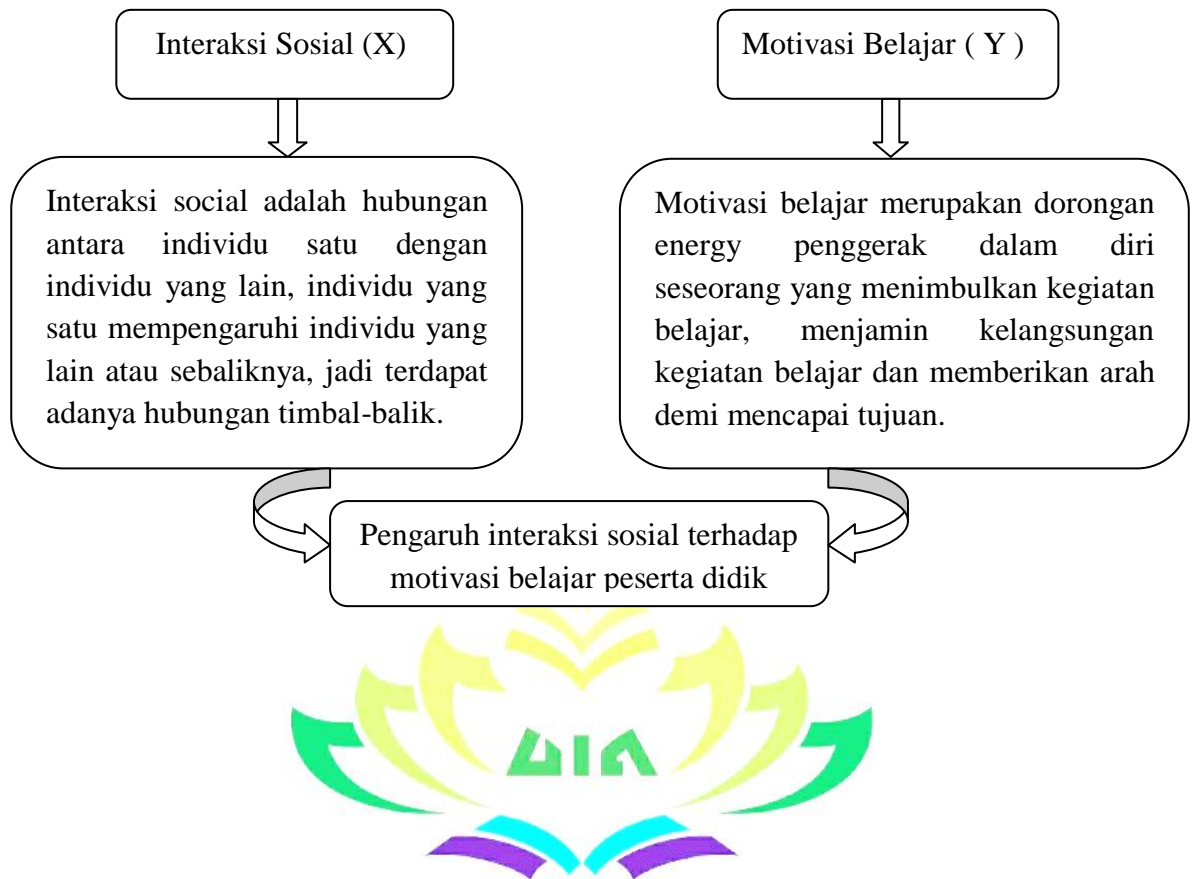 Interaksi Sosial (X)
Motivasi Belajar ( Y )
Interaksi social adalah hubungan
antara individu satu dengan
individu yang lain, individu yang
satu mempengaruhi individu yang
lain atau sebaliknya, jadi terdapat
adanya hubungan timbal-balik.
Motivasi belajar merupakan dorongan
energy penggerak dalam diri
seseorang yang menimbulkan kegiatan
belajar, menjamin kelangsungan
kegiatan belajar dan memberikan arah
demi mencapai tujuan.
Pengaruh interaksi sosial terhadap
motivasi belajar peserta didik